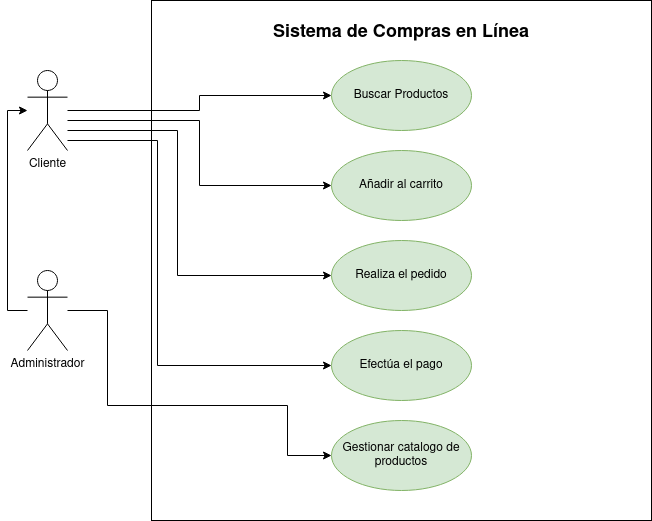 Sistema de Compras en Línea
Buscar Productos
Cliente
Añadir al carrito
Realiza el pedido
Administrador
Efectúa el pago
Gestionar catalogo de
productos